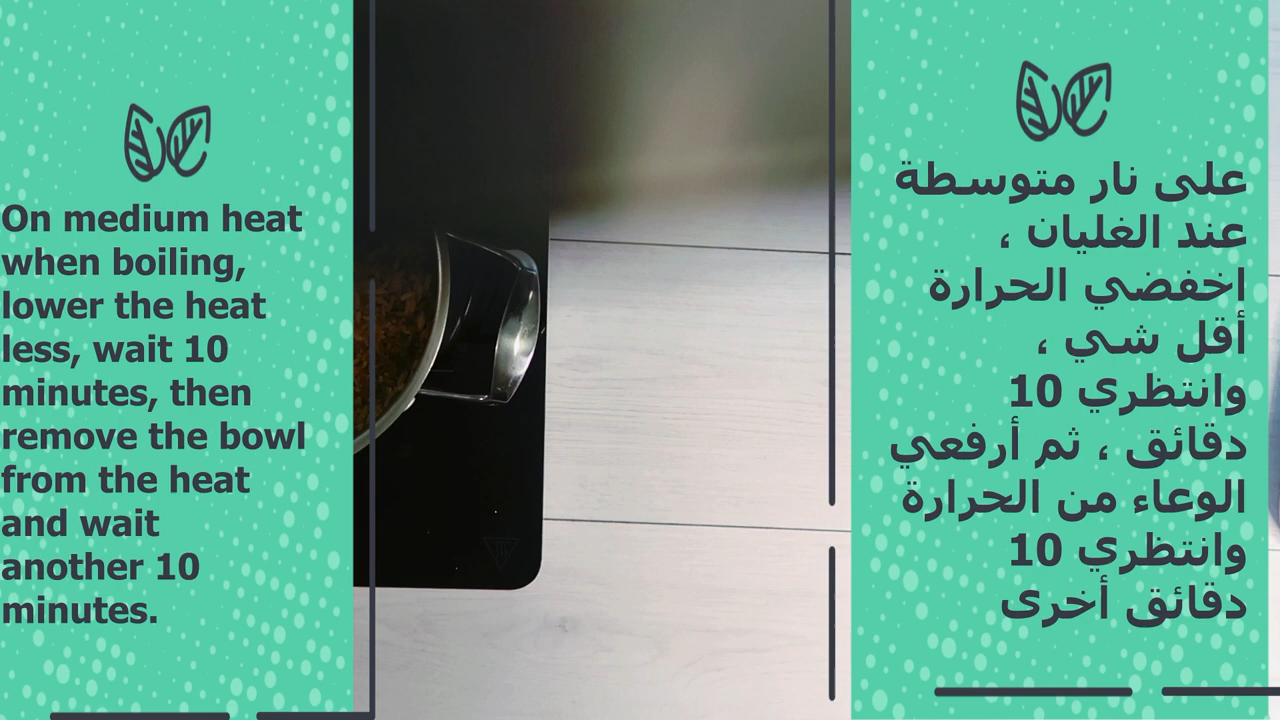 On medium heat
when boiling,
lower the heat
less, wait 10
minutes, then
remove the bowl
from the heat
and wait
another 10
minutes.
على نار متوسطة
عند الغليان ،
اخفضي الحرارة
أقل شي ،
وانتظري 10
دقائق ، ثم أرفعي
الوعاء من الحرارة
وانتظري 10
دقائق أخرى